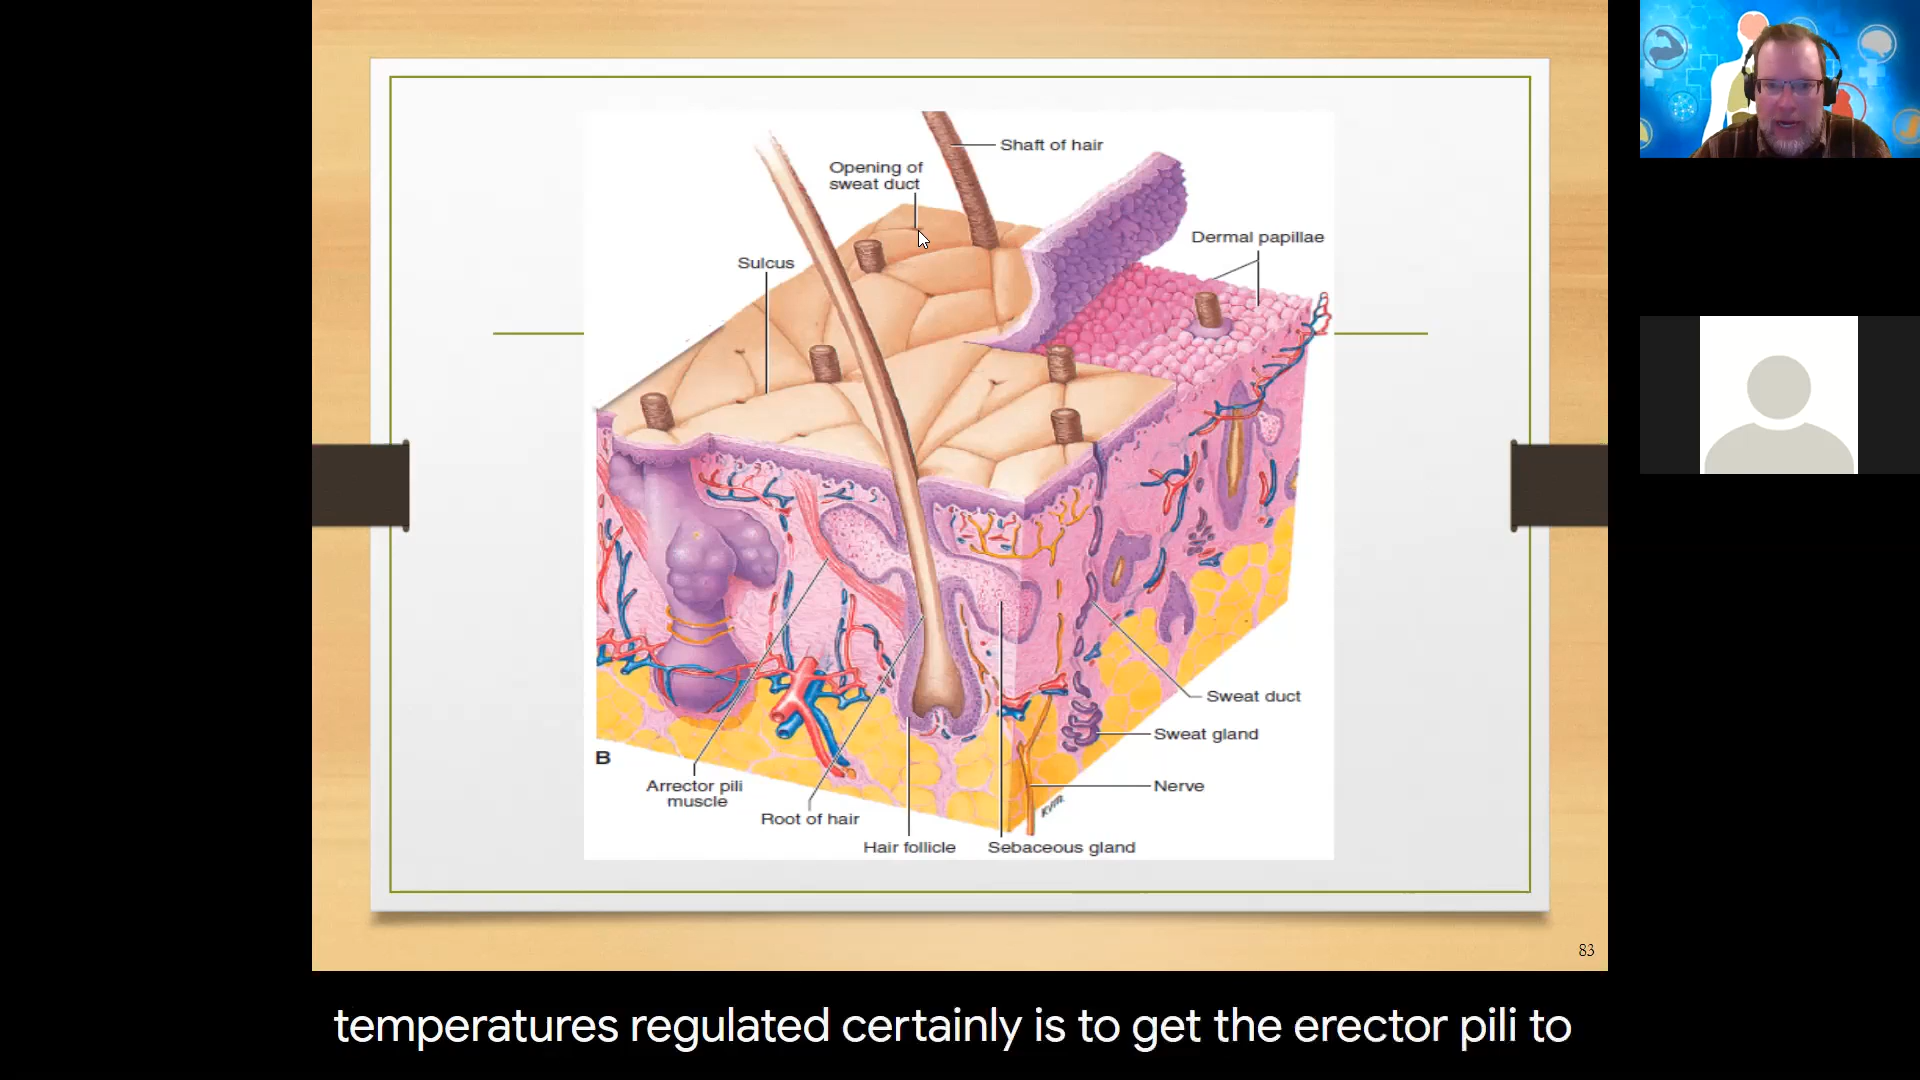 Shaft of hair
Opening of
sweat duct
Dermal papillae
Sulcus
Sweat duct
Sweat gland
B
Arrector pili
muscle
Nerve
Root of hair
Hair follicle
Sebaceous gland
83
temperatures regulated certainly is to get the erector pili to